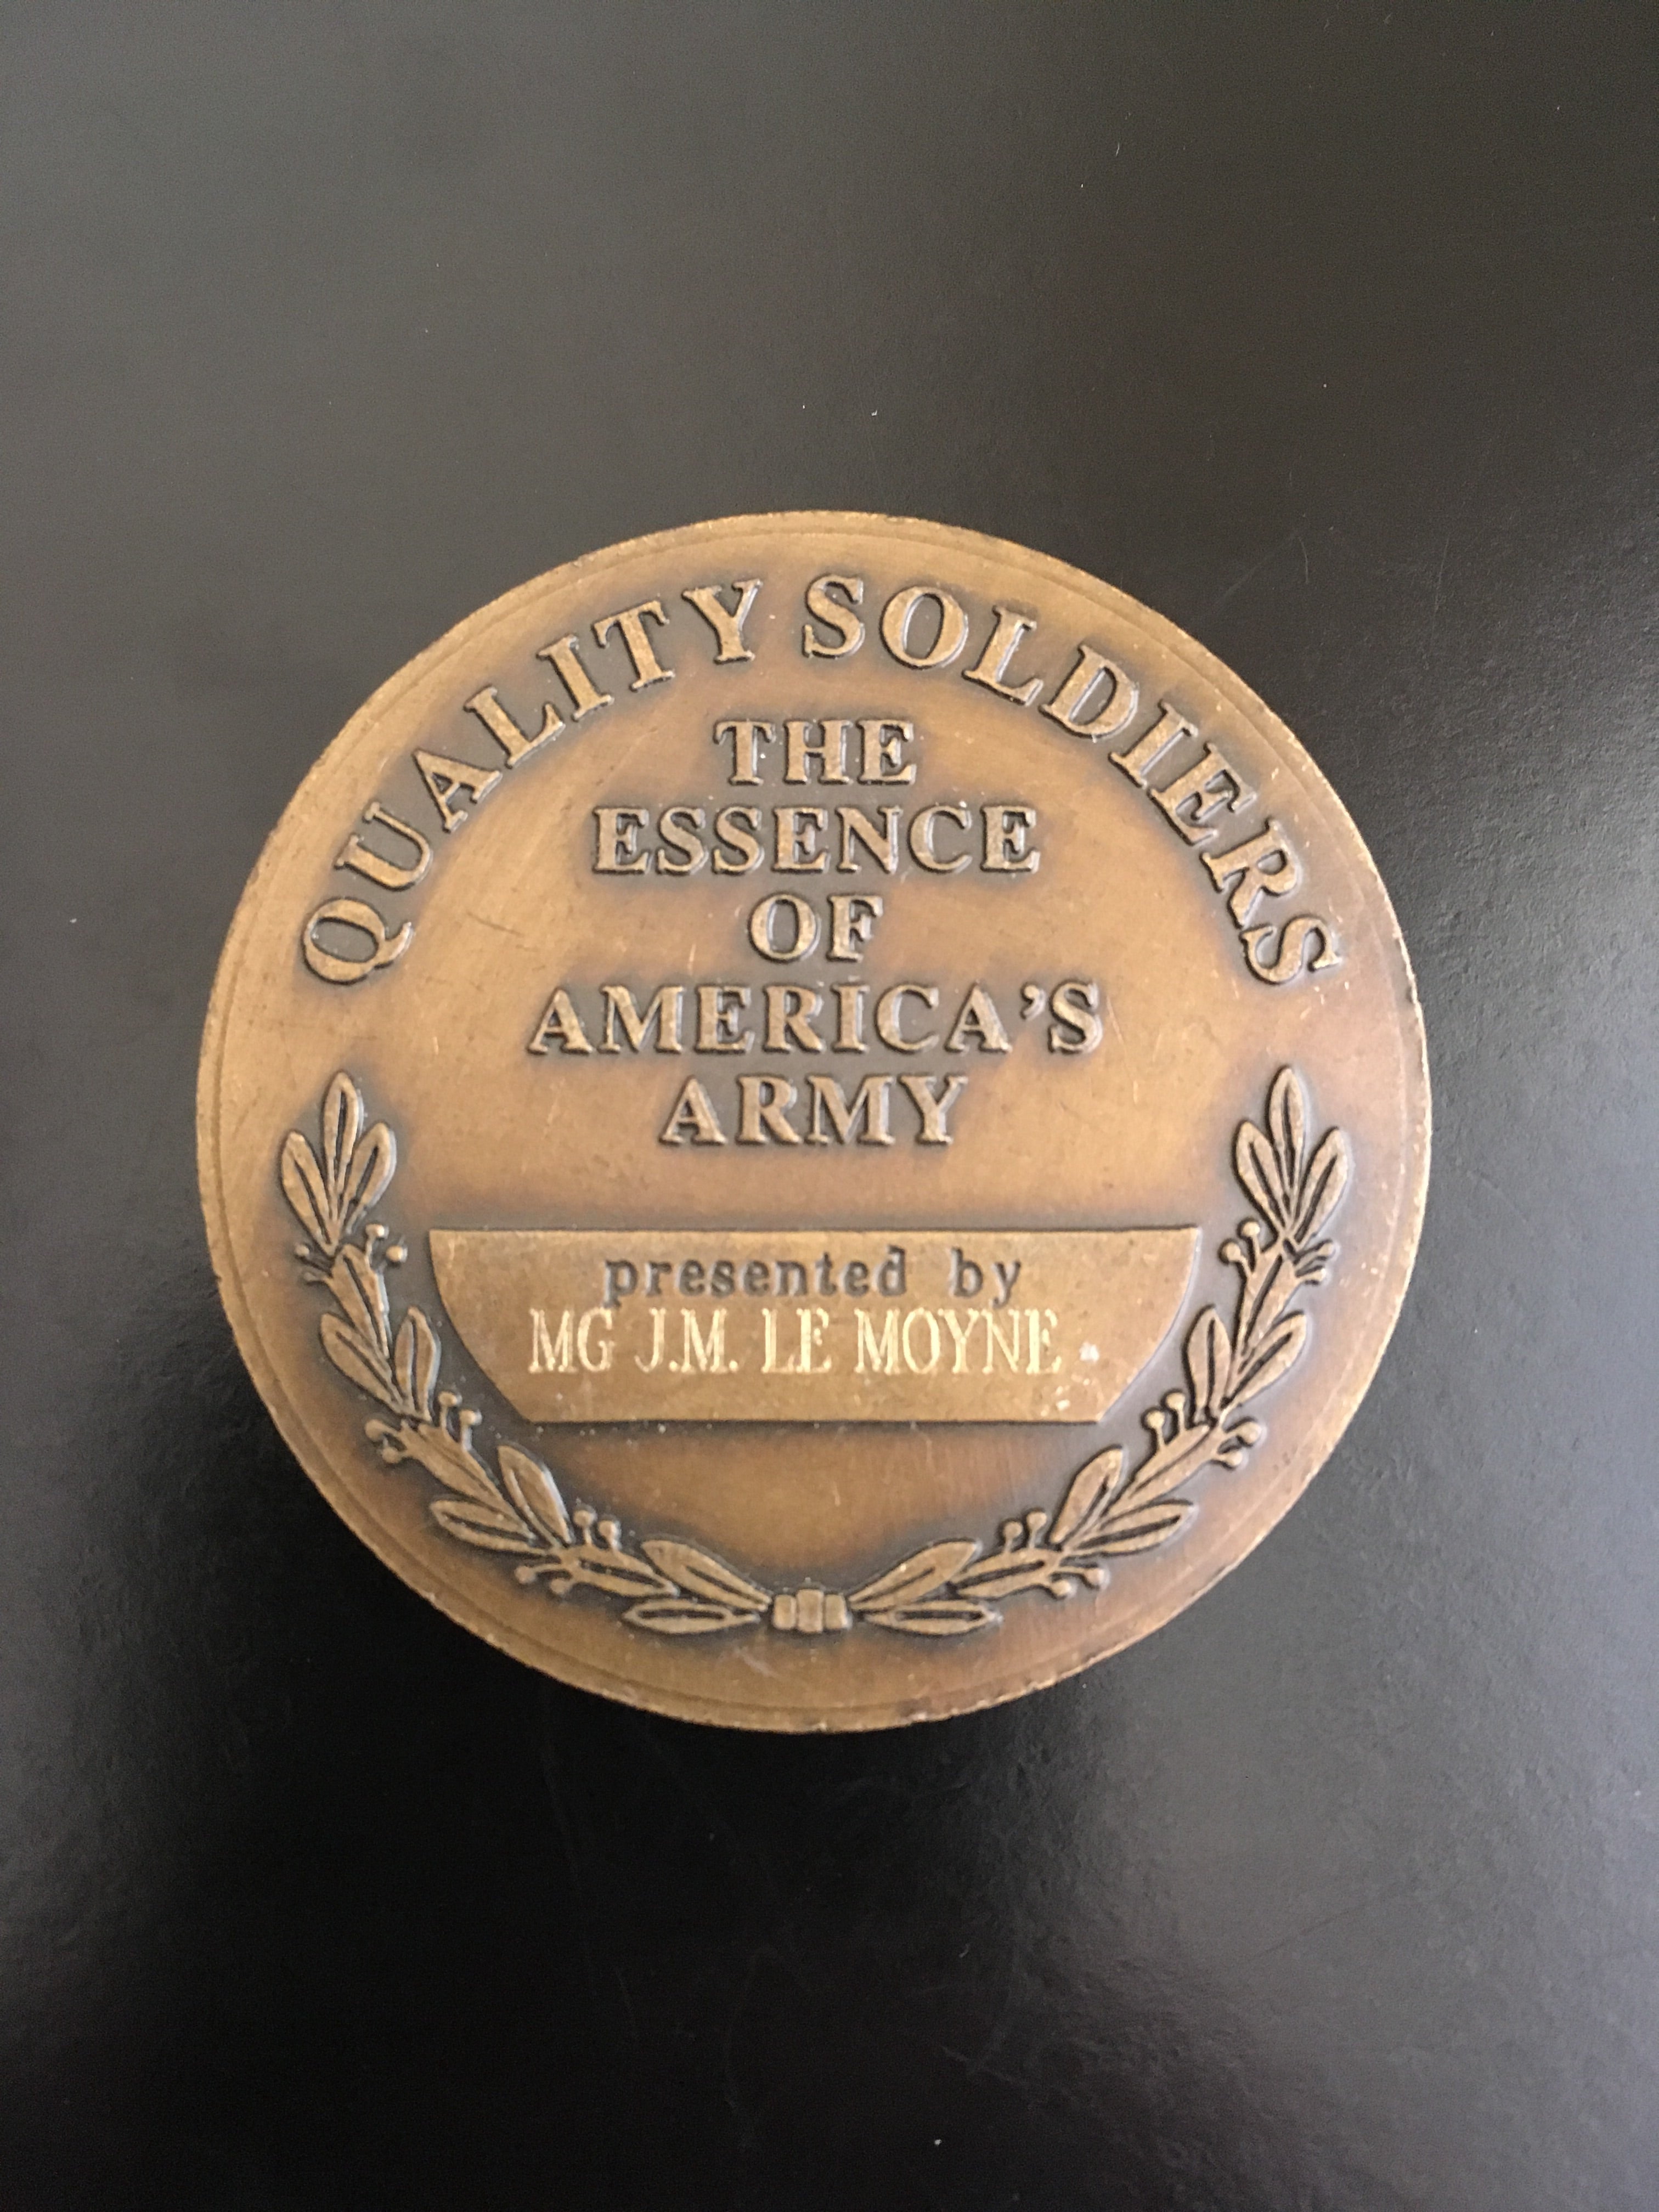 QUALITY SOLDIERS
THE
ESSENCE
OF
AMERICA'S
ARMY
presented by
MG J.M. LE MOYNE